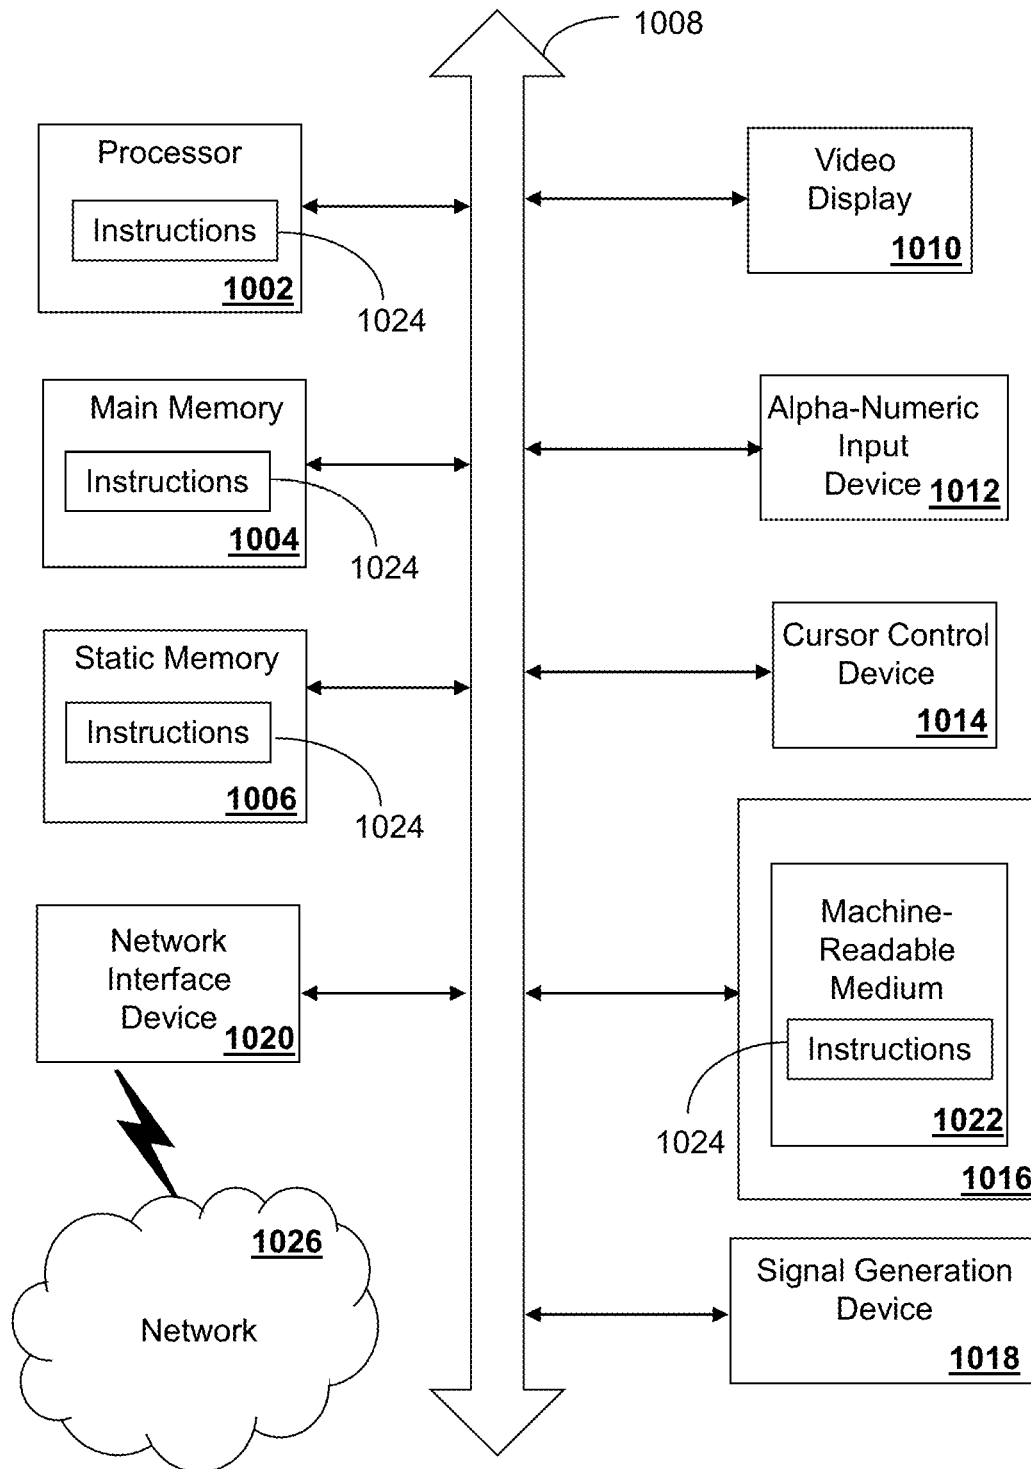 1008
Processor
Instructions
1002
1024
Main Memory
Instructions
1004
1024
Static Memory
Instructions
1006
1024
Network
Interface
Device
1020
1026
Network
Video
Display
1010
Alpha-Numeric
Input
Device
1012
Cursor Control
Device
1014
Machine-
Readable
Medium
Instructions
1024
1022
1016
Signal Generation
Device
1018